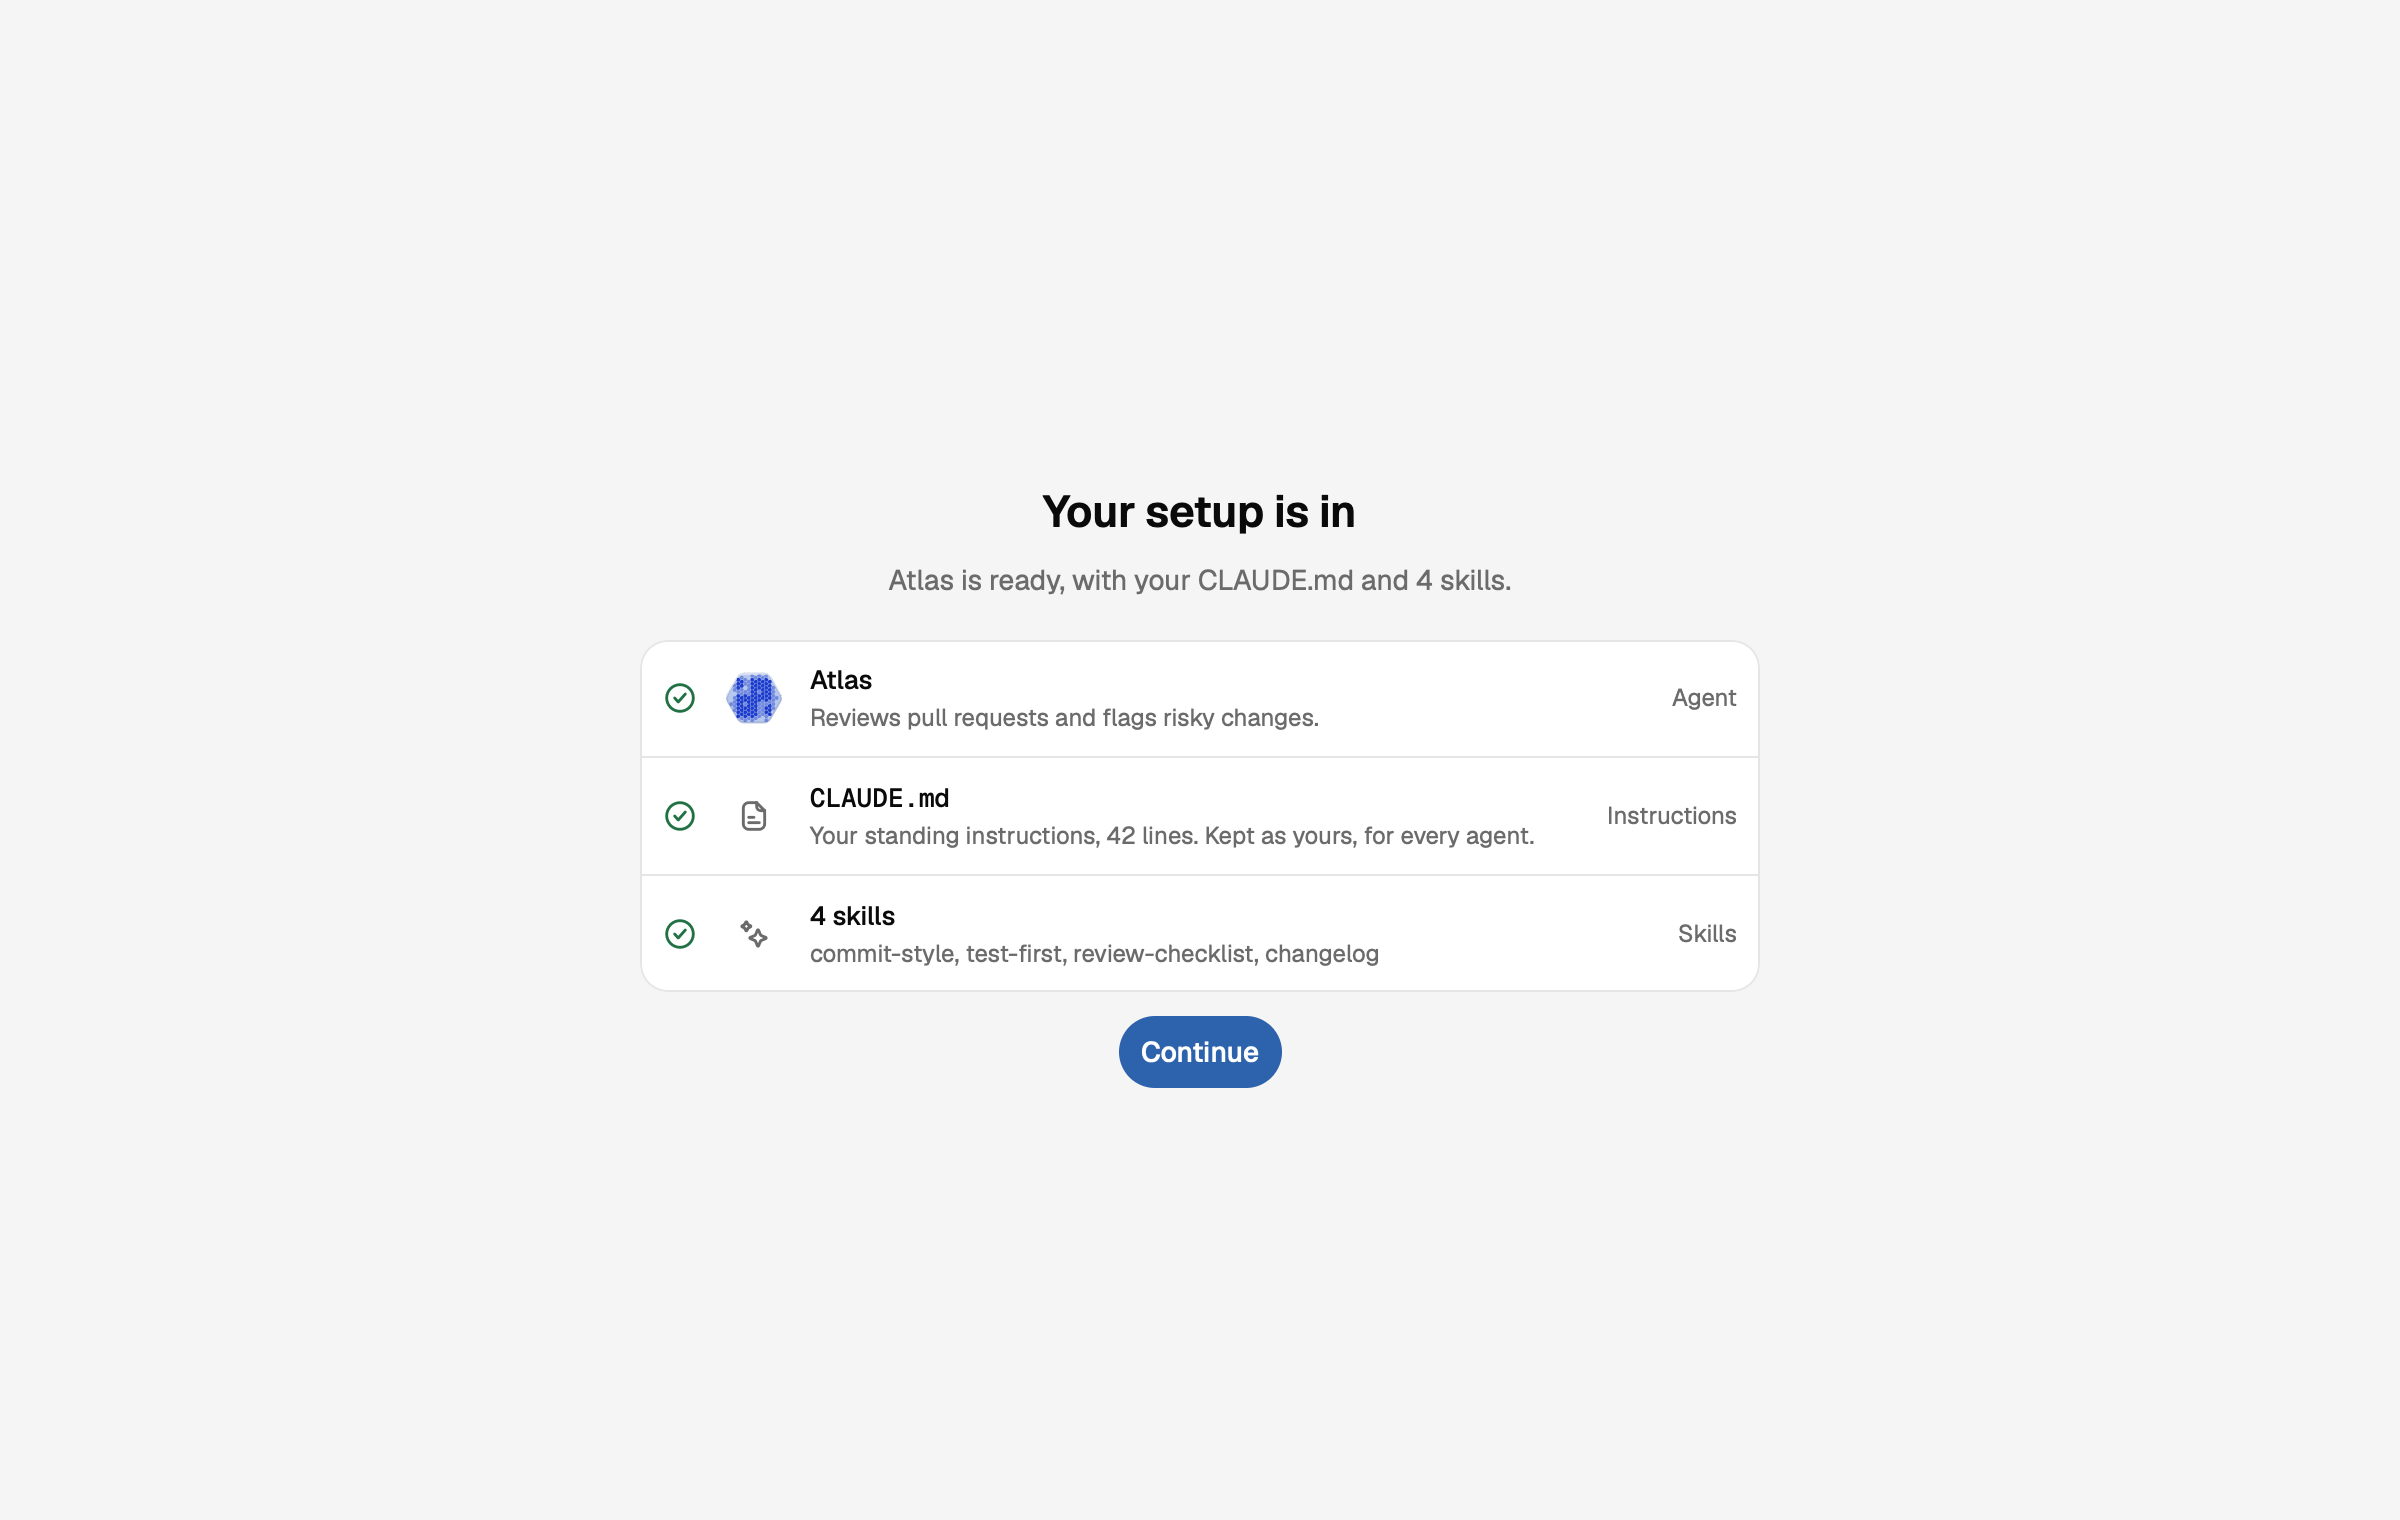 Your setup is in
Atlas is ready, with your CLAUDE.md and 4 skills.
Atlas
Reviews pull requests and flags risky changes.
Agent
CLAUDE.md
Your standing instructions, 42 lines. Kept as yours, for every agent.
Instructions
4 skills
commit-style, test-first, review-checklist, changelog
Skills
Continue